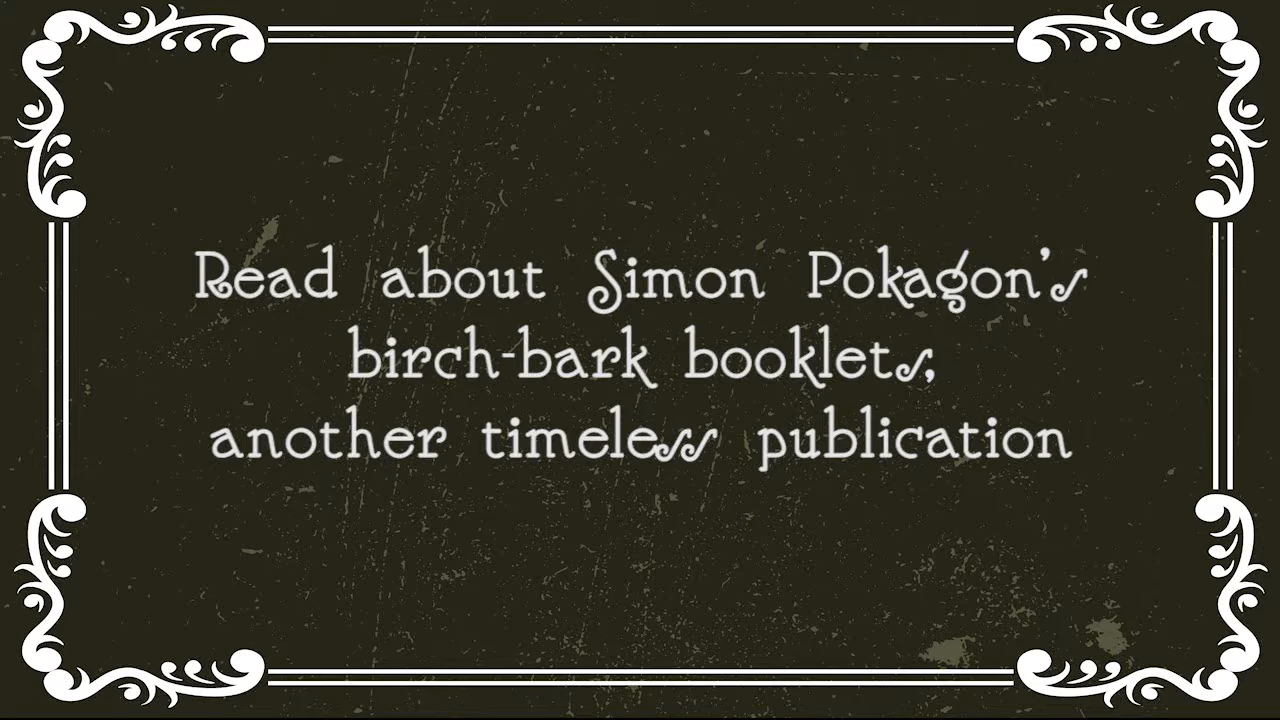 Read about Simon Pokagon's
birch-bark booklets,
another timeless publication